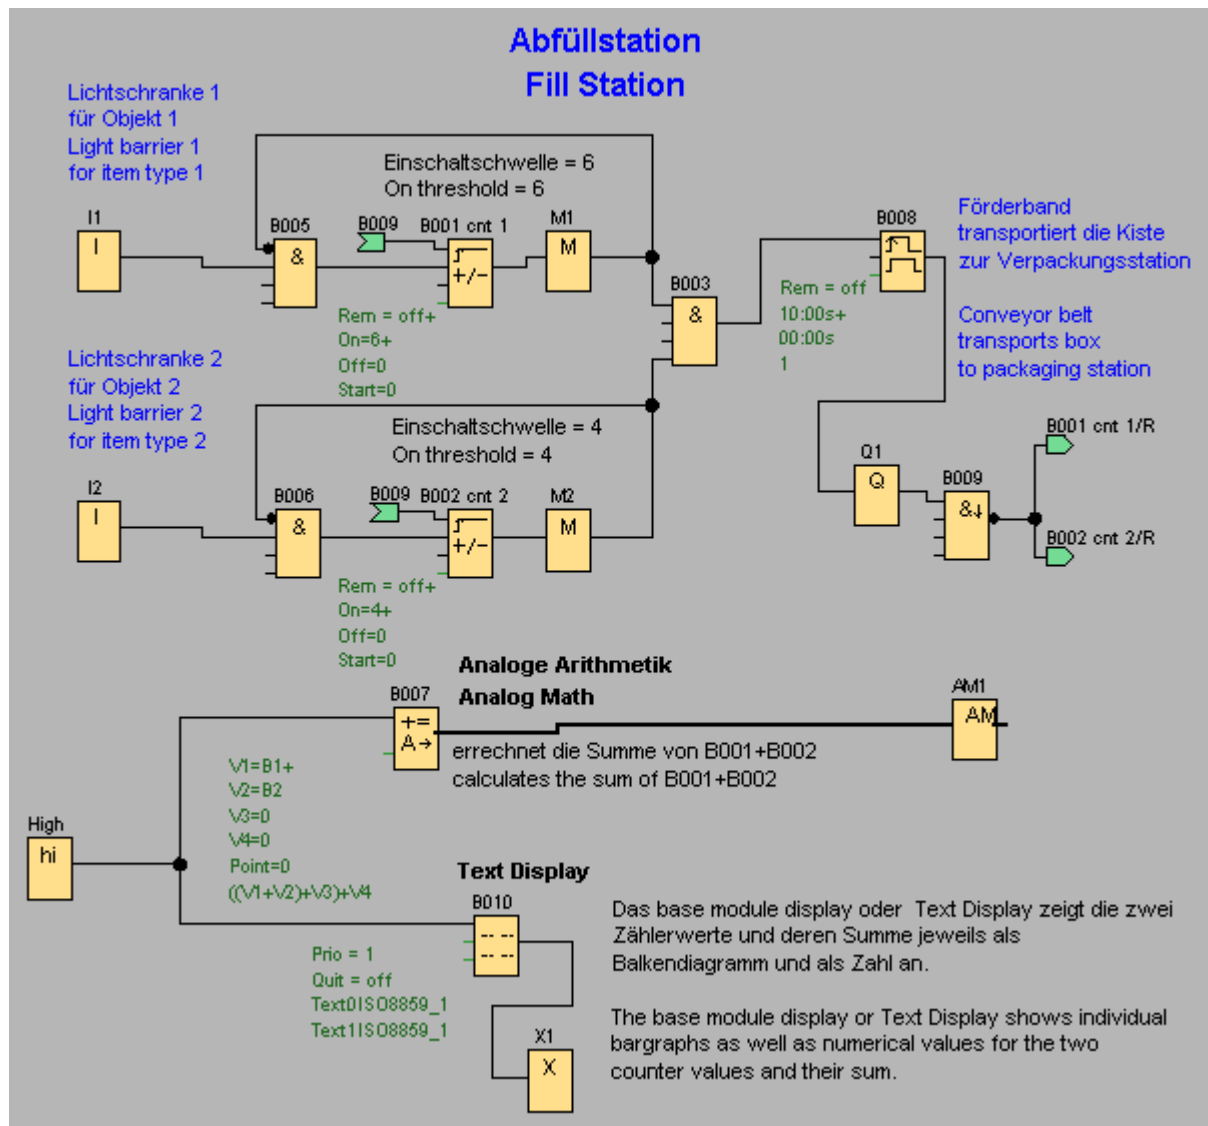 Abfüllstation
Fill Station
Lichtschranke 1
für Objekt 1
Light barrier 1
for item type 1
Einschaltschwelle = 6
On threshold = 6
I1
I
B005
&
B009
B001 cnt 1
+/-
M1
M
Rem = off+
On=6+
Off=0
Start=0
B003
&
B008
Rem = off
10:00s+
00:00s
1
Förderband
transportiert die Kiste
zur Verpackungsstation
Conveyor belt
transports box
to packaging station
Lichtschranke 2
für Objekt 2
Light barrier 2
for item type 2
Einschaltschwelle = 4
On threshold = 4
I2
I
B006
&
B009
B002 cnt 2
+/-
M2
M
Rem = off+
On=4+
Off=0
Start=0
Q1
Q
B009
&↓
B001 cnt 1/R
B002 cnt 2/R
Analoge Arithmetik
Analog Math
B007
+=
A→
errechnet die Summe von B001+B002
calculates the sum of B001+B002
AM1
AM
V1=B1+
V2=B2
V3=0
V4=0
Point=0
((V1+V2)+V3)+V4
High
hi
Text Display
B010
Prio = 1
Quit = off
Text0ISO8859_1
Text1ISO8859_1
X1
X
Das base module display oder Text Display zeigt die zwei
Zählerwerte und deren Summe jeweils als
Balkendiagramm und als Zahl an.
The base module display or Text Display shows individual
bargraphs as well as numerical values for the two
counter values and their sum.